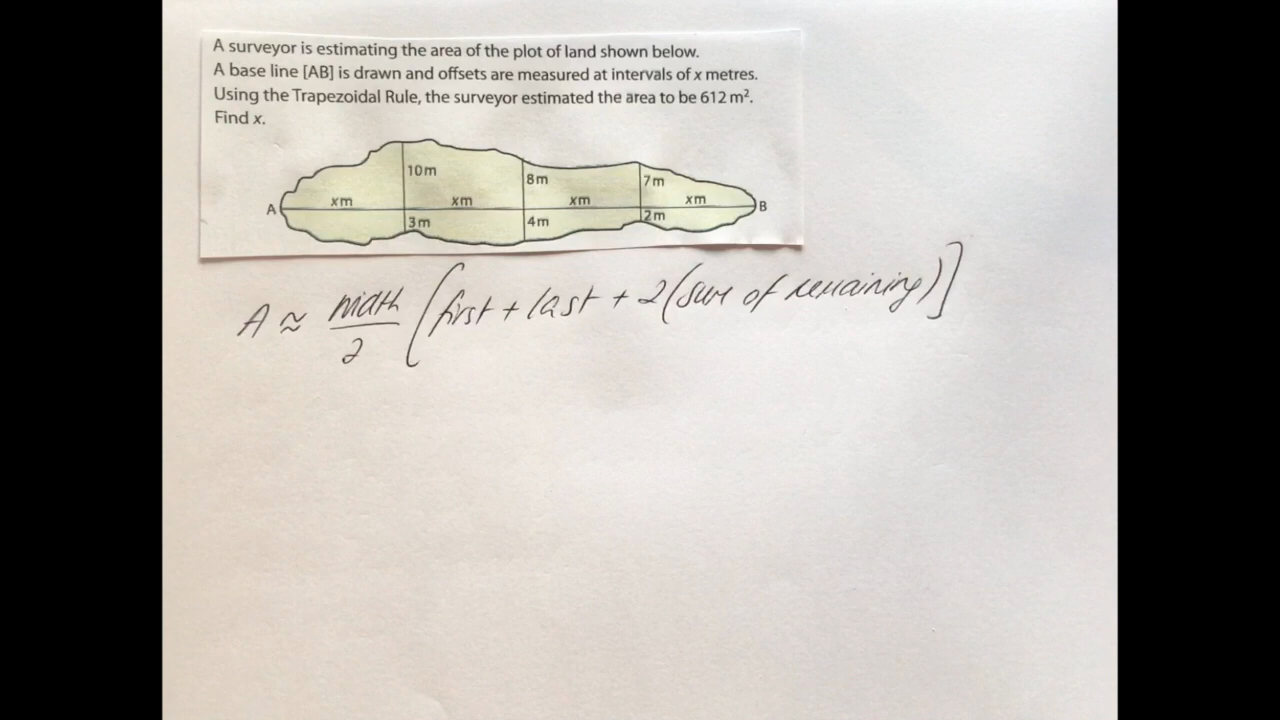 A surveyor is estimating the area of the plot of land shown below.
A base line [AB] is drawn and offsets are measured at intervals of x metres.
Using the Trapezoidal Rule, the surveyor estimated the area to be 612 m².
Find x.
10m
8m
7m
xm
xm
xm
xm
A
B
3m
4m
2m
A ≈ width/2 [first + last + 2(sum of remaining)]